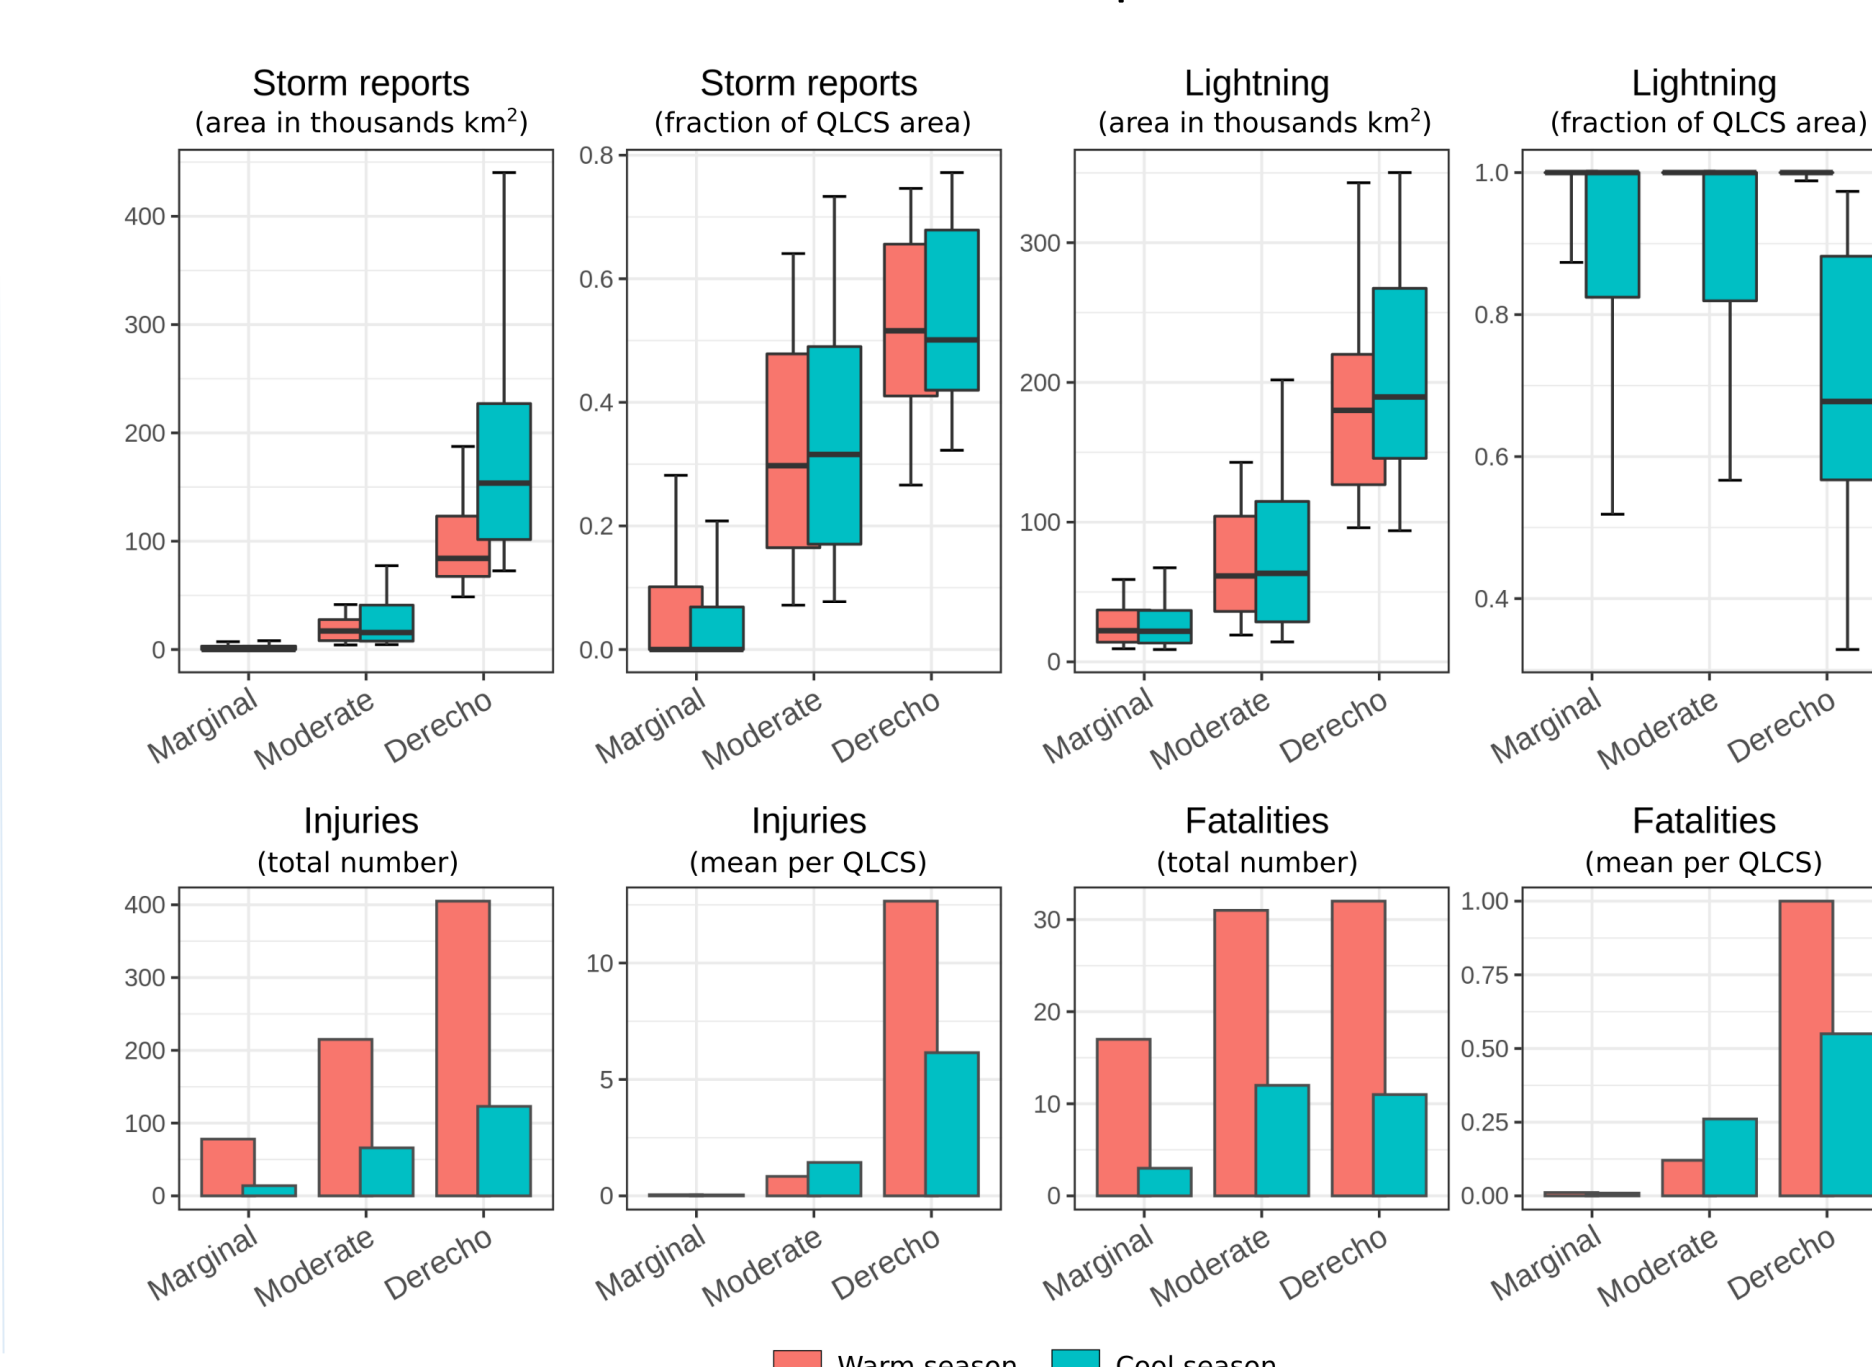 Storm reports
(area in thousands km²)
400
300
200
100
0
Marginal
Moderate
Derecho
Storm reports
(fraction of QLCS area)
0.8
0.6
0.4
0.2
0.0
Marginal
Moderate
Derecho
Lightning
(area in thousands km²)
300
200
100
0
Marginal
Moderate
Derecho
Lightning
(fraction of QLCS area)
1.0
0.8
0.6
0.4
Marginal
Moderate
Derecho
Injuries
(total number)
400
300
200
100
0
Marginal
Moderate
Derecho
Injuries
(mean per QLCS)
10
5
0
Marginal
Moderate
Derecho
Fatalities
(total number)
30
20
10
0
Marginal
Moderate
Derecho
Fatalities
(mean per QLCS)
1.00
0.75
0.50
0.25
0.00
Marginal
Moderate
Derecho
Warm season
Cool season